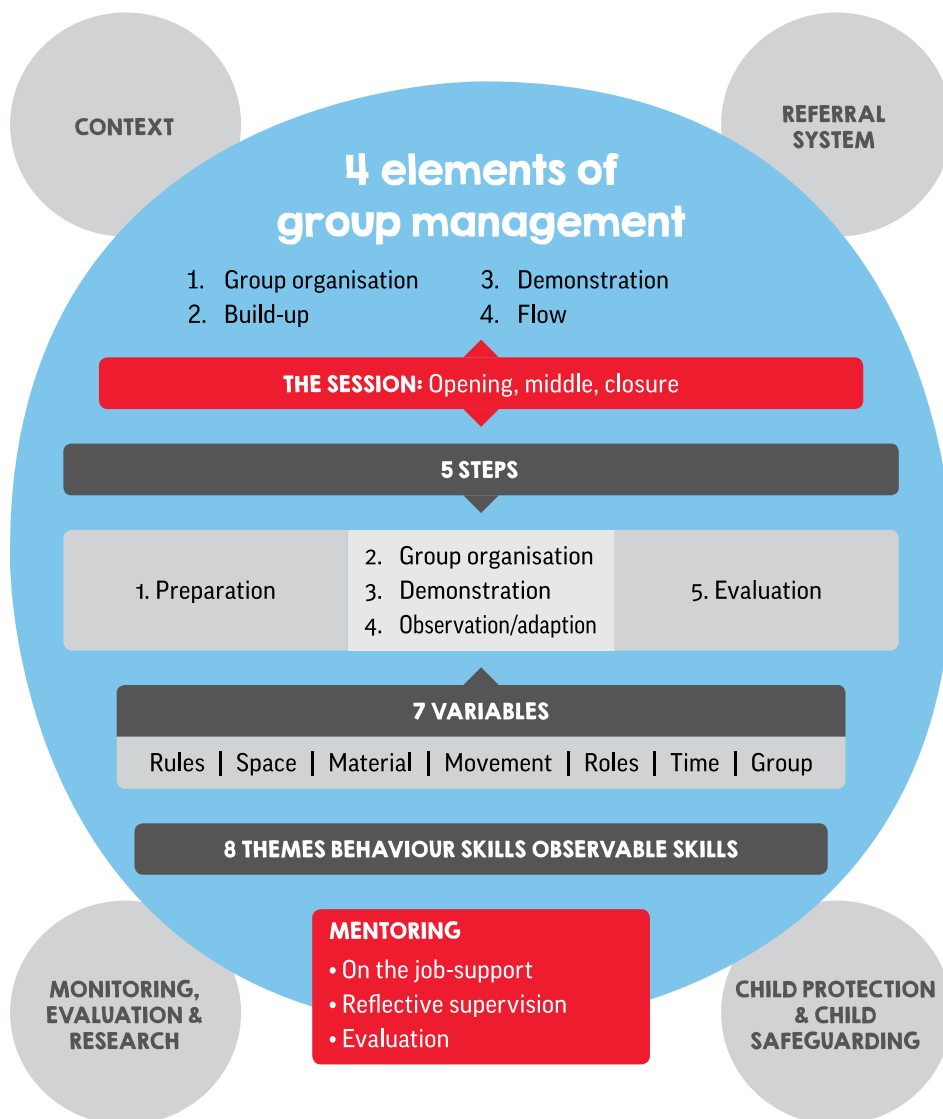 CONTEXT
REFERRAL
SYSTEM
4 elements of
group management
1. Group organisation
2. Build-up
3. Demonstration
4. Flow
THE SESSION: Opening, middle, closure
5 STEPS
1. Preparation
2. Group organisation
3. Demonstration
4. Observation/adaption
5. Evaluation
7 VARIABLES
Rules | Space | Material | Movement | Roles | Time | Group
8 THEMES BEHAVIOUR SKILLS OBSERVABLE SKILLS
MENTORING
• On the job-support
• Reflective supervision
• Evaluation
MONITORING,
EVALUATION &
RESEARCH
CHILD PROTECTION
& CHILD
SAFEGUARDING